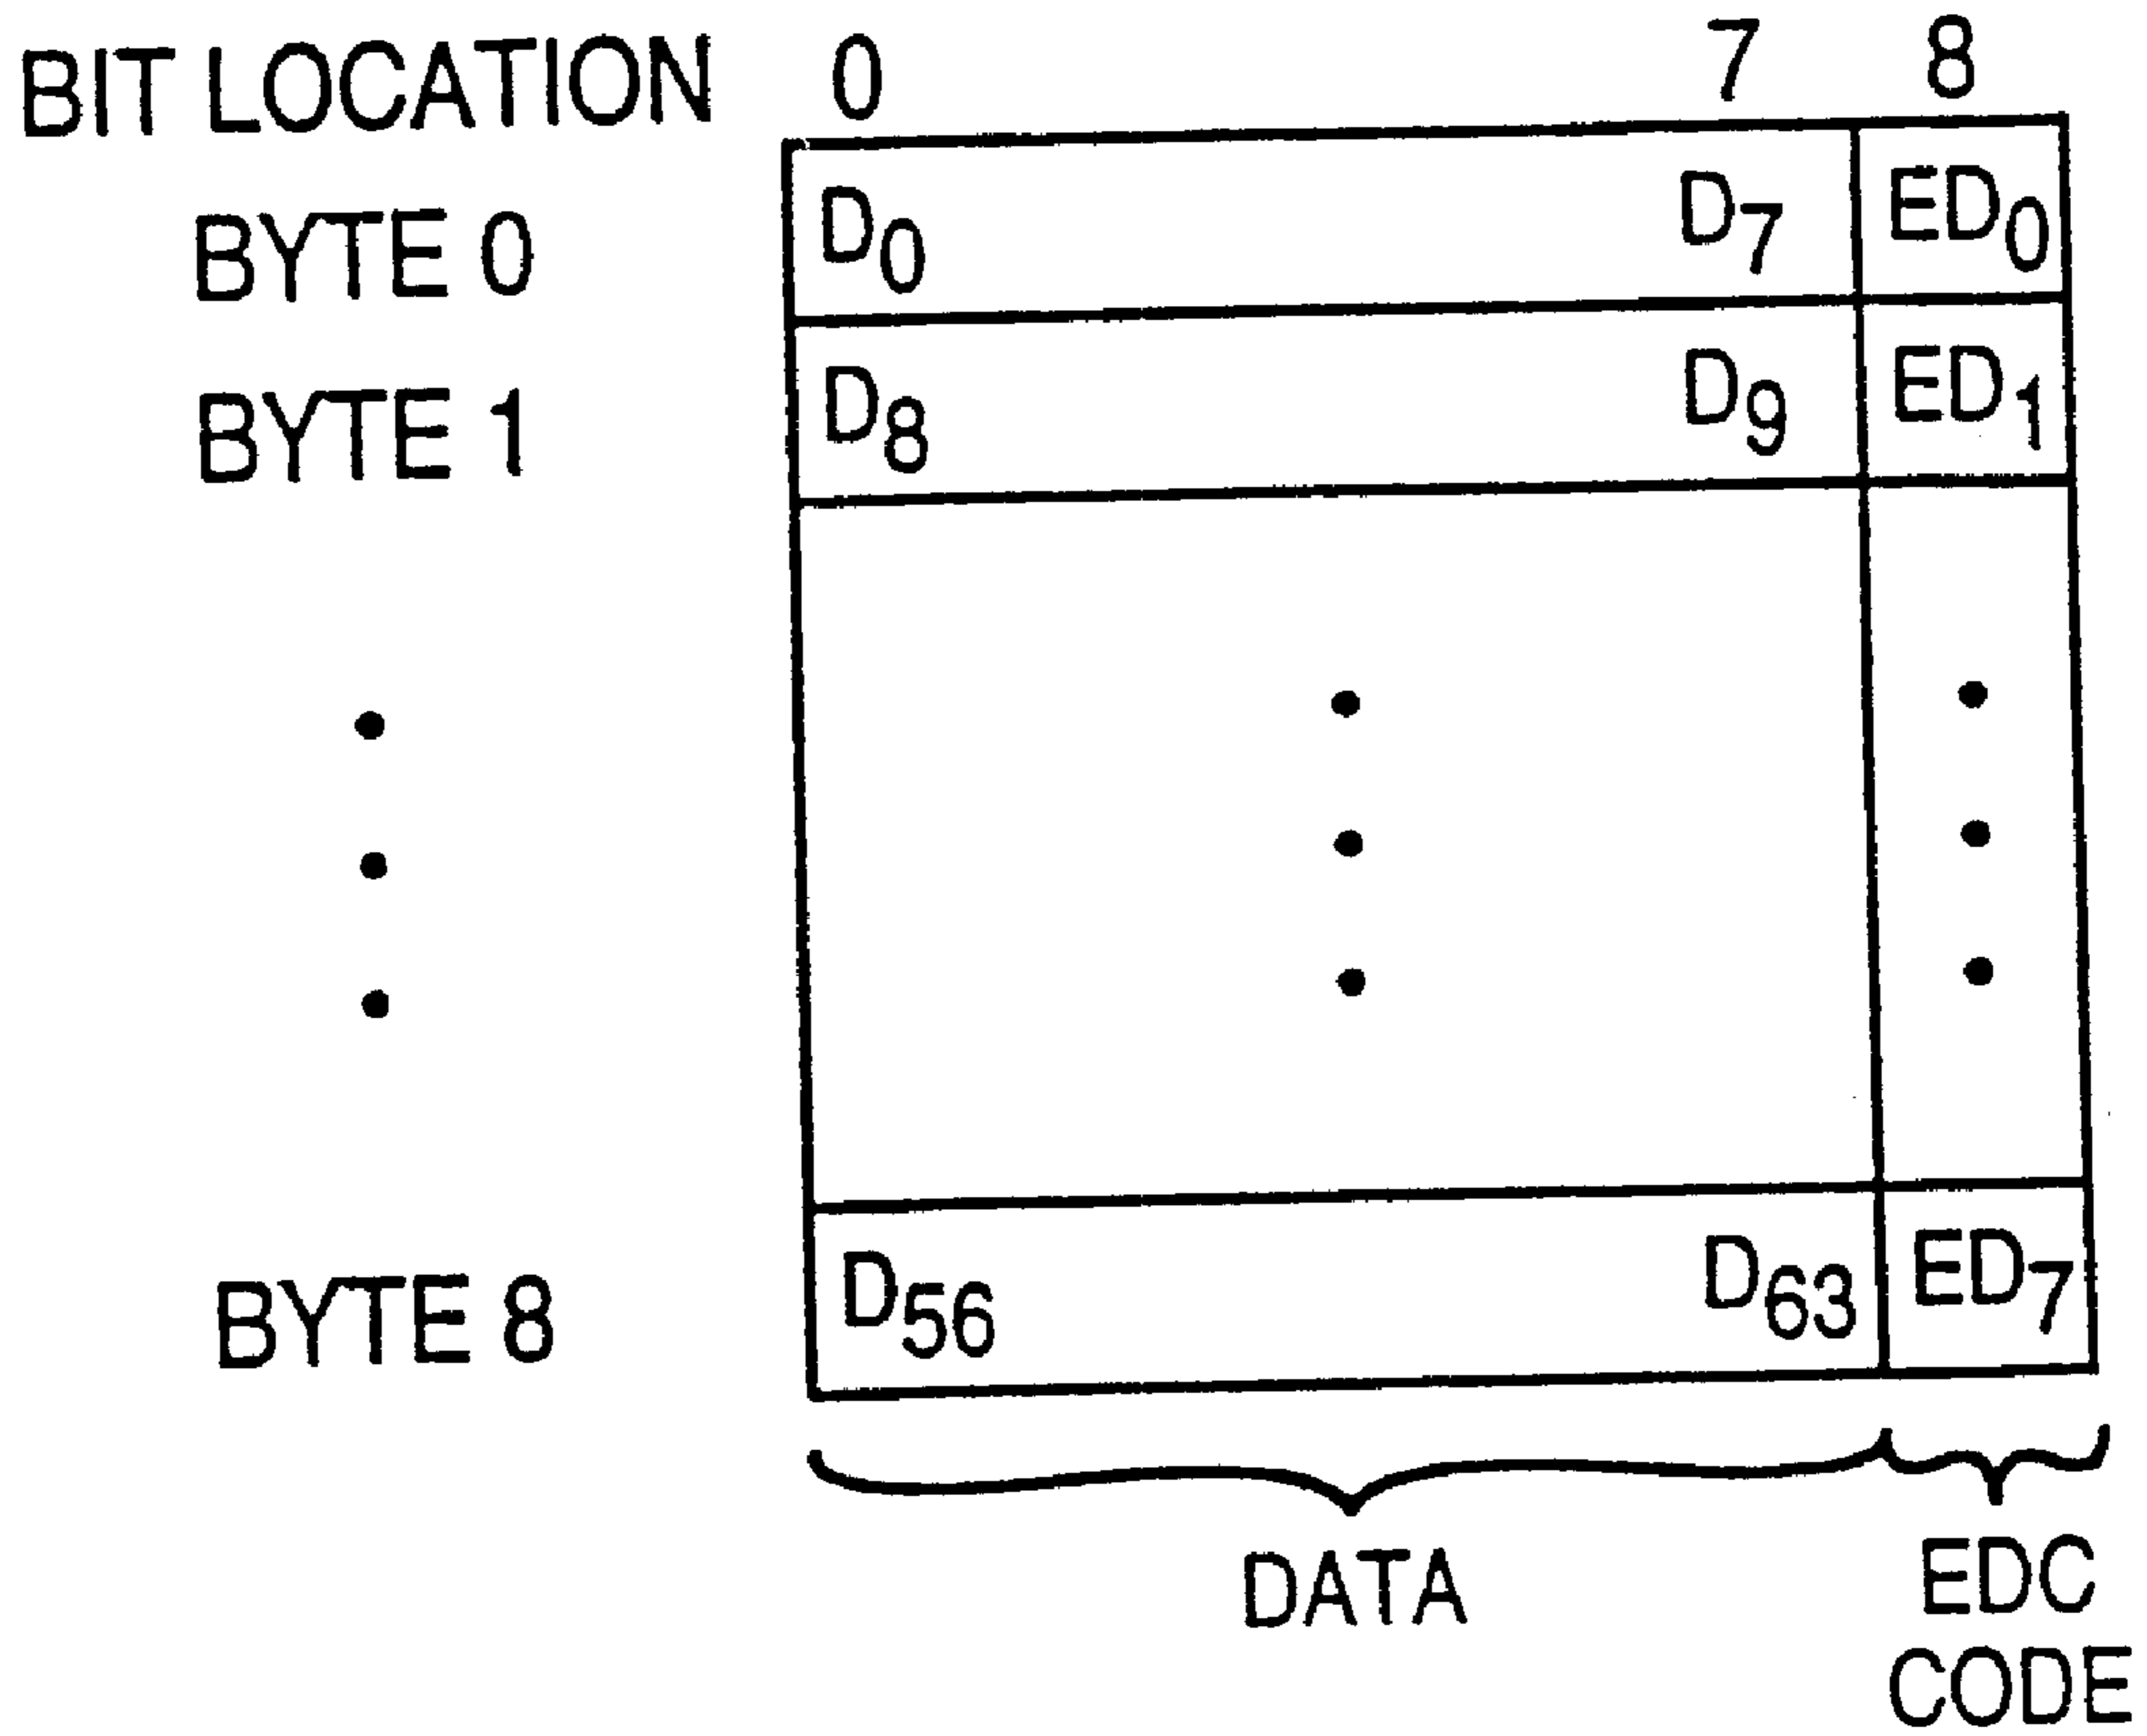 BIT LOCATION 0 7 8
BYTE 0 D0 D7 ED0
BYTE 1 D8 D9 ED1
BYTE 8 D56 D63 ED7
DATA EDC
CODE